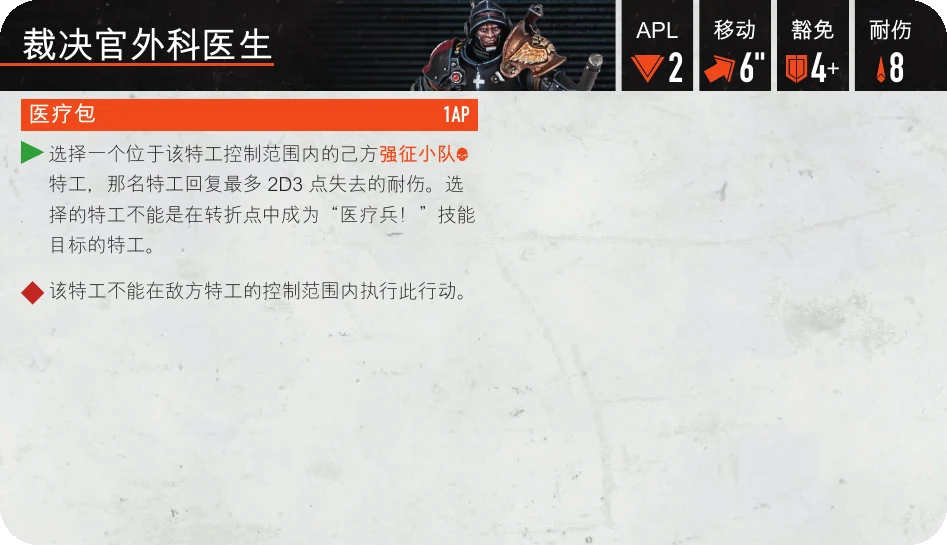 裁决官外科医生
APL 移动 豁免 耐伤
2 6" 4+ 8
医疗包 1AP
选择一个位于该特工控制范围内的己方强征小队
特工，那名特工回复最多 2D3 点失去的耐伤。选
择的特工不能是在转折点中成为“医疗兵！”技能
目标的特工。
该特工不能在敌方特工的控制范围内执行此行动。